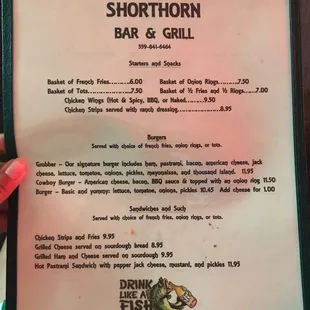 SHORTHORN
BAR & GRILL
559-841-6464
Starters and Snacks
Basket of French Fries..........6.00 Basket of Onion Rings..........7.50
Basket of Tots..........7.50 Basket of ½ Fries and ½ Rings......7.00
Chicken Wings (Hot & Spicy, BBQ, or Naked.......9.50
Chicken Strips served with ranch dressing..............8.95
Burgers
Served with choice of french fries, onion rings, or tots.
Grubber – Our signature burger includes ham, pastrami, bacon, american cheese, jack
cheese, lettuce, tomatoes, onions, pickles, mayonaisse, and thousand island. 11.95
Cowboy Burger – American cheese, bacon, BBQ sauce & topped with an onion ring 11.50
Burger – Basic and yummy: lettuce, tomatoes, onions, pickles 10.45 Add cheese for 1.00
Sandwiches and Such
Served with choice of french fries, onion rings, or tots.
Chicken Strips and Fries 9.95
Grilled Cheese served on sourdough bread 8.95
Grilled Ham and Cheese served on sourdough 9.95
Hot Pastrami Sandwich with pepper jack cheese, mustard, and pickles 11.95
DRINK
LIKE A
FISH